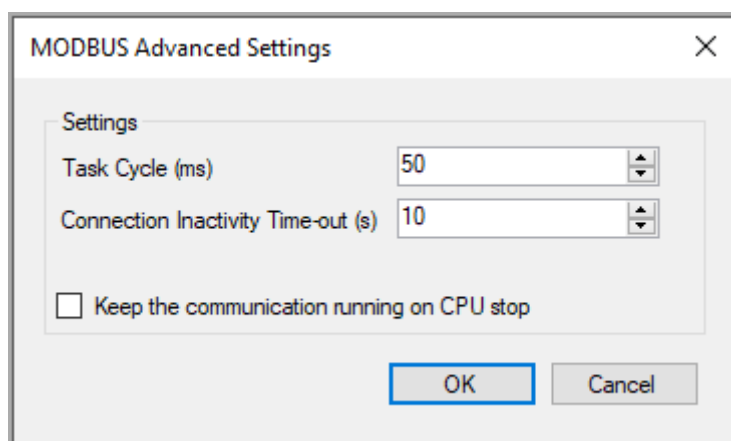 MODBUS Advanced Settings
Settings
Task Cycle (ms) 50
Connection Inactivity Time-out (s) 10
Keep the communication running on CPU stop
OK Cancel